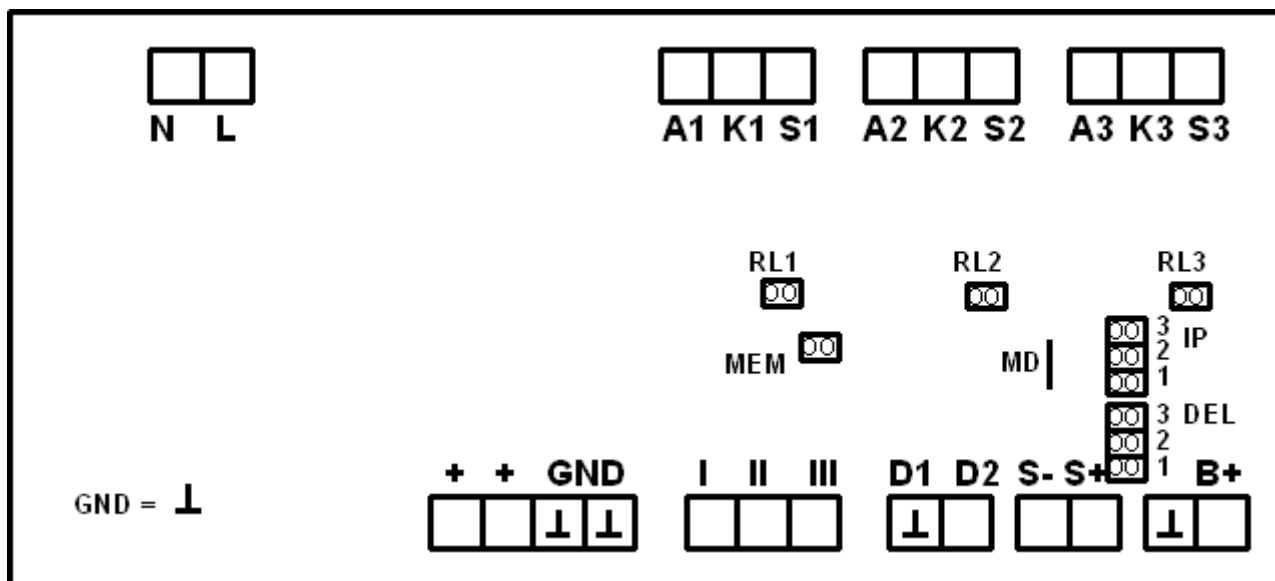 N L
A1 K1 S1 A2 K2 S2 A3 K3 S3
RL1 RL2 RL3
MEM MD
3 IP
2
1
3 DEL
2
1
+ + GND I II III D1 D2 S- S+ B+
GND = ⊥
⊥ ⊥ ⊥ ⊥